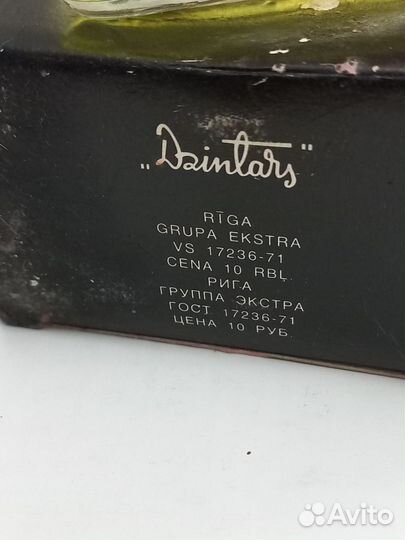 „Dzintars"
RĪGA
GRUPA EKSTRA
VS 17236-71
CENA 10 RBĻ.
РИГА
ГРУППА ЭКСТРА
ГОСТ 17236-71
ЦЕНА 10 РУБ.
Avito